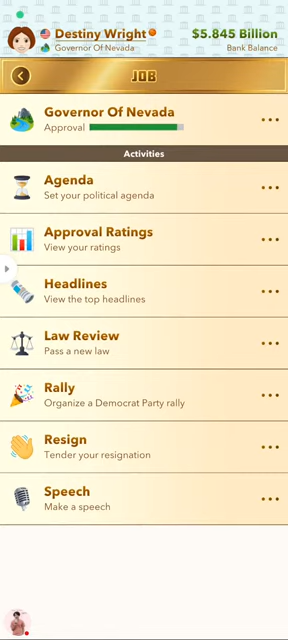 Destiny Wright
Governor Of Nevada
$5.845 Billion
Bank Balance
JOB
Governor Of Nevada
Approval
Activities
Agenda
Set your political agenda
Approval Ratings
View your ratings
Headlines
View the top headlines
Law Review
Pass a new law
Rally
Organize a Democrat Party rally
Resign
Tender your resignation
Speech
Make a speech